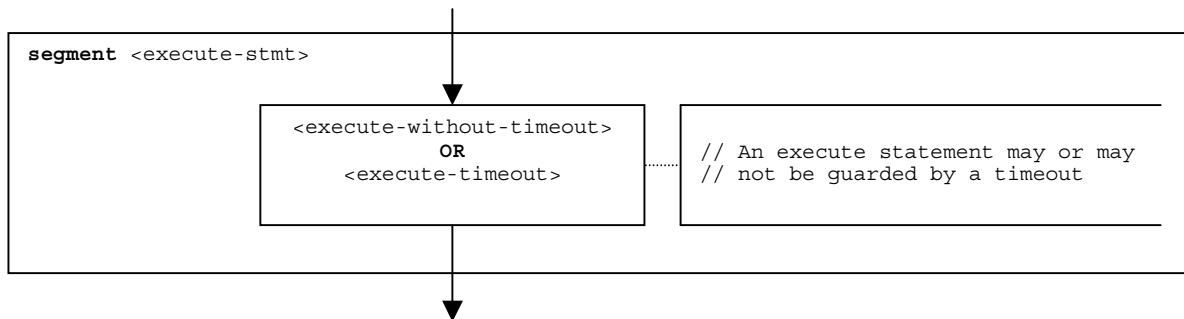 segment <execute-stmt>
<execute-without-timeout>
OR
<execute-timeout>
// An execute statement may or may
// not be guarded by a timeout